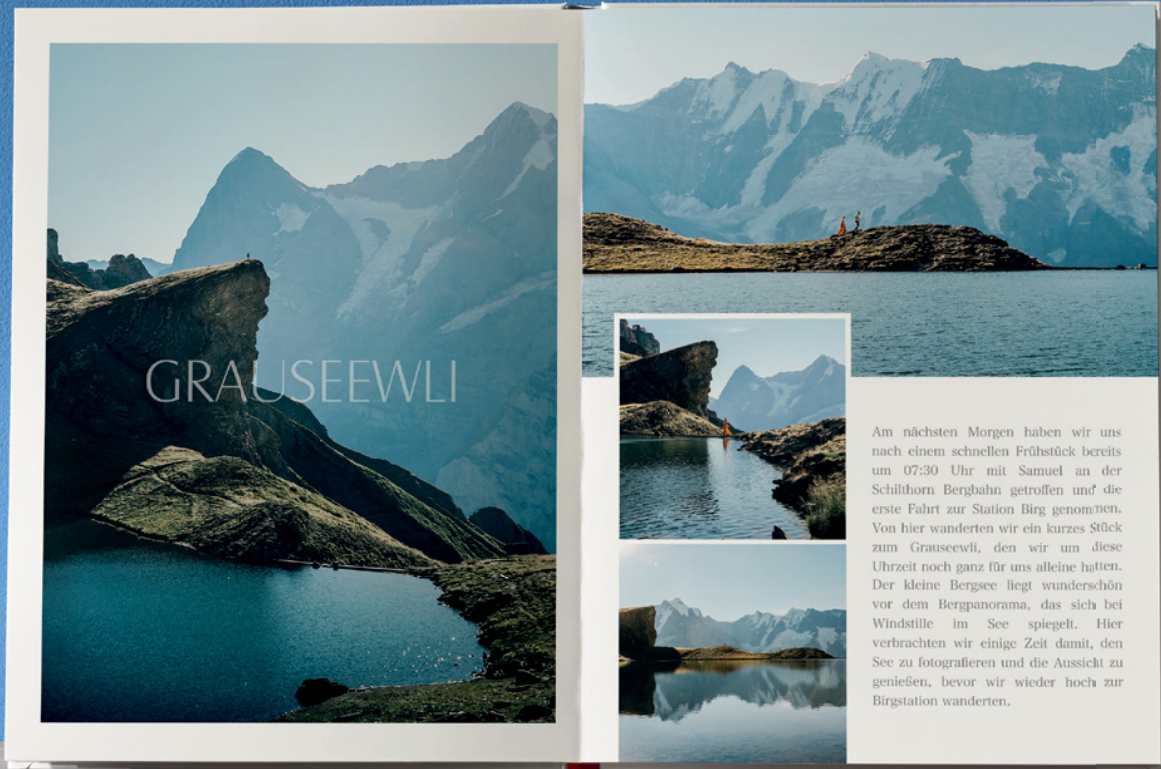 GRAUSEEWLI
Am nächsten Morgen haben wir uns
nach einem schnellen Frühstück bereits
um 07:30 Uhr mit Samuel an der
Schilthorn Bergbahn getroffen und die
erste Fahrt zur Station Birg genommen.
Von hier wanderten wir ein kurzes Stück
zum Grauseewli, den wir um diese
Uhrzeit noch ganz für uns alleine hatten.
Der kleine Bergsee liegt wunderschön
vor dem Bergpanorama, das sich bei
Windstille im See spiegelt. Hier
verbrachten wir einige Zeit damit, den
See zu fotografieren und die Aussicht zu
genießen, bevor wir wieder hoch zur
Birgstation wanderten.